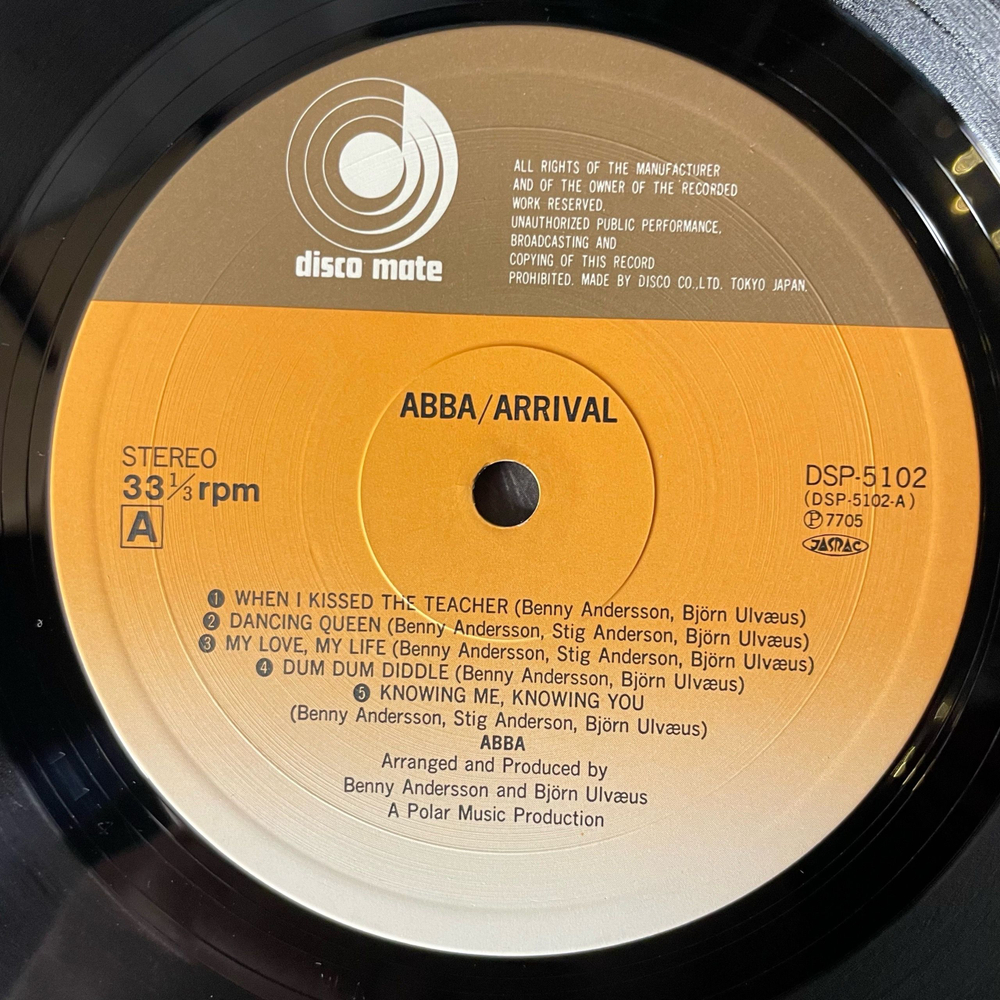 disco mate
ALL RIGHTS OF THE MANUFACTURER
AND OF THE OWNER OF THE RECORDED
WORK RESERVED.
UNAUTHORIZED PUBLIC PERFORMANCE,
BROADCASTING AND
COPYING OF THIS RECORD
PROHIBITED. MADE BY DISCO CO.,LTD. TOKYO JAPAN.
ABBA/ARRIVAL
STEREO
33 1/3 rpm
A
DSP-5102
(DSP-5102-A)
Ⓟ7705
JASRAC
❶ WHEN I KISSED THE TEACHER (Benny Andersson, Björn Ulvæus)
❷ DANCING QUEEN (Benny Andersson, Stig Anderson, Björn Ulvæus)
❸ MY LOVE, MY LIFE (Benny Andersson, Stig Anderson, Björn Ulvæus)
❹ DUM DUM DIDDLE (Benny Andersson, Björn Ulvæus)
❺ KNOWING ME, KNOWING YOU
(Benny Andersson, Stig Anderson, Björn Ulvæus)
ABBA
Arranged and Produced by
Benny Andersson and Björn Ulvæus
A Polar Music Production